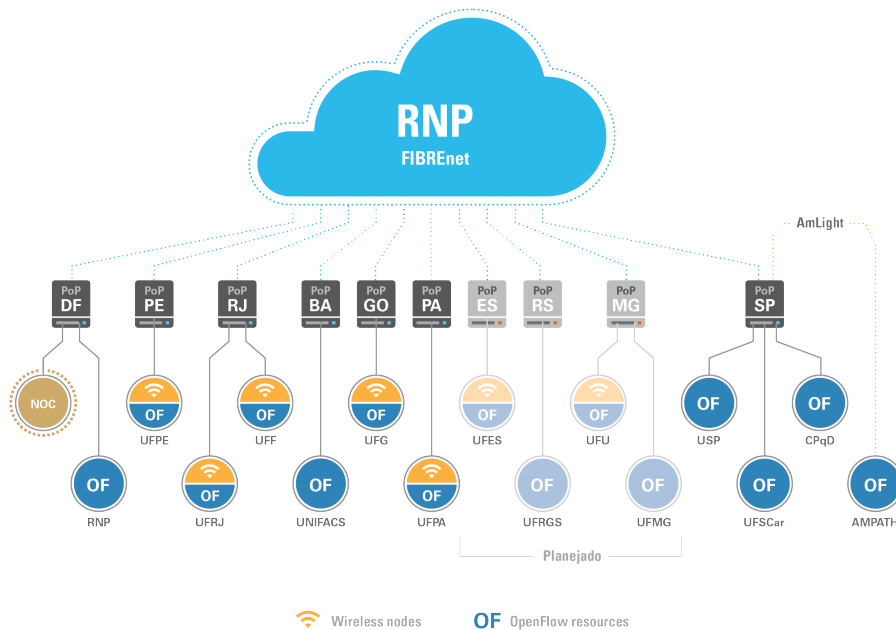 RNP
FIBREnet
AmLight
PoP
DF
PoP
PE
PoP
RJ
PoP
BA
PoP
GO
PoP
PA
PoP
ES
PoP
RS
PoP
MG
PoP
SP
NOC
OF
UFPE
OF
UFF
OF
UFG
OF
UFES
OF
UFU
OF
USP
OF
CPqD
OF
RNP
OF
UFRJ
OF
UNIFACS
OF
UFPA
OF
UFRGS
OF
UFMG
OF
UFSCar
OF
AMPATH
Planejado
Wireless nodes
OF OpenFlow resources